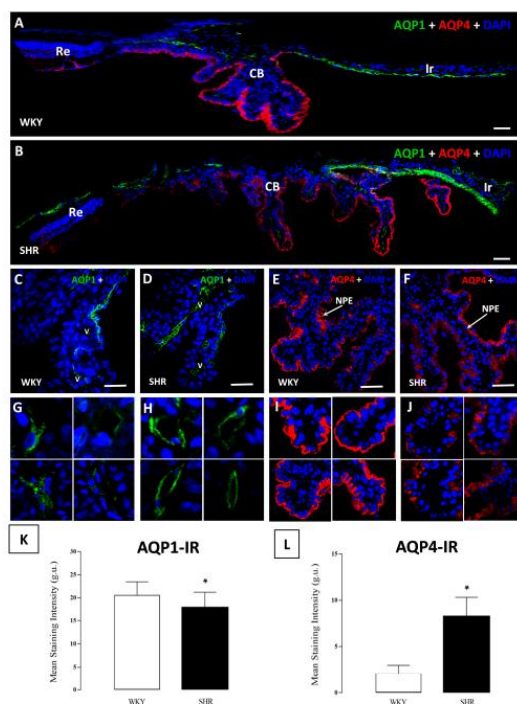 A
AQP1 + AQP4 + DAPI
Re
CB
Ir
WKY
B
AQP1 + AQP4 + DAPI
CB
Ir
Re
SHR
C
AQP1 + DAPI
V
V
WKY
D
AQP1 + DAPI
V
V
SHR
E
AQP4 + DAPI
NPE
WKY
F
AQP4 + DAPI
NPE
SHR
G
H
I
J
K
AQP1-IR
Mean Staining Intensity (g.u.)
25
20
15
10
5
0
*
WKY
SHR
L
AQP4-IR
Mean Staining Intensity (g.u.)
15
10
5
0
*
WKY
SHR